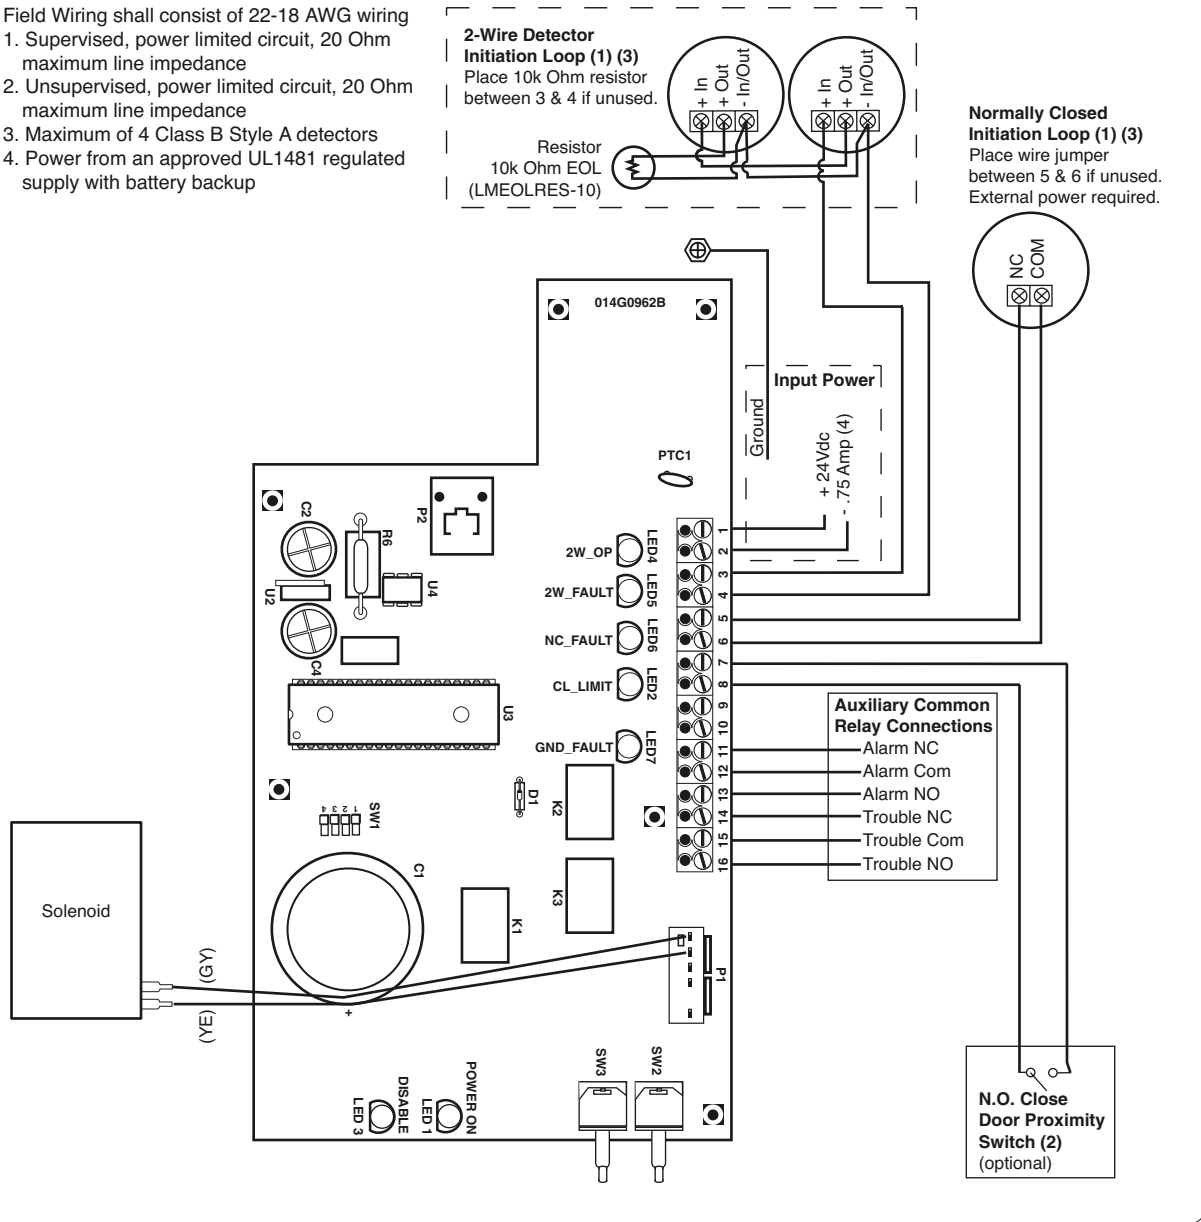 Field Wiring shall consist of 22-18 AWG wiring
1. Supervised, power limited circuit, 20 Ohm
maximum line impedance
2. Unsupervised, power limited circuit, 20 Ohm
maximum line impedance
3. Maximum of 4 Class B Style A detectors
4. Power from an approved UL1481 regulated
supply with battery backup
2-Wire Detector
Initiation Loop (1) (3)
Place 10k Ohm resistor
between 3 & 4 if unused.
+ In
+ Out
- In/Out
+ In
+ Out
- In/Out
Resistor
10k Ohm EOL
(LMEOLRES-10)
Normally Closed
Initiation Loop (1) (3)
Place wire jumper
between 5 & 6 if unused.
External power required.
NC
COM
014G0962B
Input Power
Ground
+ 24Vdc
- .75 Amp (4)
PTC1
C2
P2
R6
U2
U4
C4
U3
2W_OP
LED4
2W_FAULT
LED5
NC_FAULT
LED6
CL_LIMIT
LED2
GND_FAULT
LED7
1
2
3
4
5
6
7
8
9
10
11
12
13
14
15
16
Auxiliary Common
Relay Connections
Alarm NC
Alarm Com
Alarm NO
Trouble NC
Trouble Com
Trouble NO
D1
K2
4 3 2 1
SW1
C1
K3
K1
Solenoid
(GY)
(YE)
+
P1
SW3
SW2
DISABLE
LED 3
POWER ON
LED 1
N.O. Close
Door Proximity
Switch (2)
(optional)